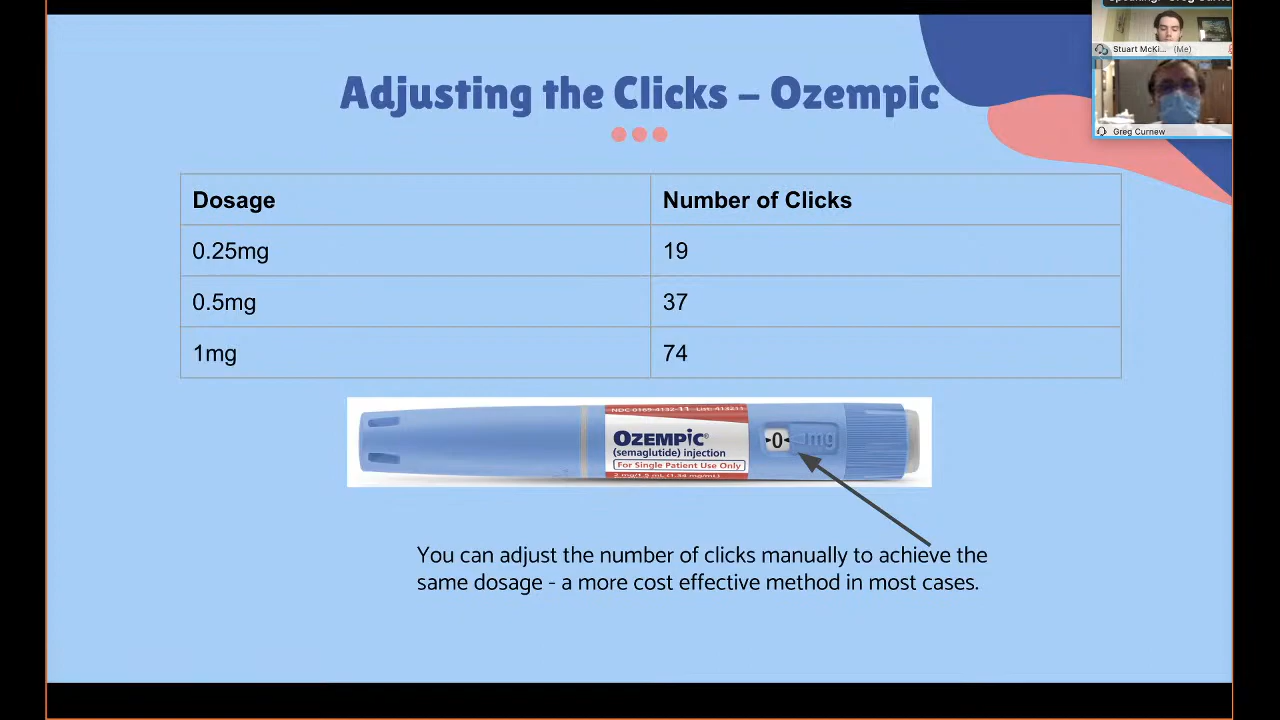 Adjusting the Clicks – Ozempic
Stuart McKi... (Me)
Greg Curnew
Dosage Number of Clicks
0.25mg 19
0.5mg 37
1mg 74
OZEMPIC®
(semaglutide) injection
For Single Patient Use Only
0 mg
You can adjust the number of clicks manually to achieve the
same dosage - a more cost effective method in most cases.